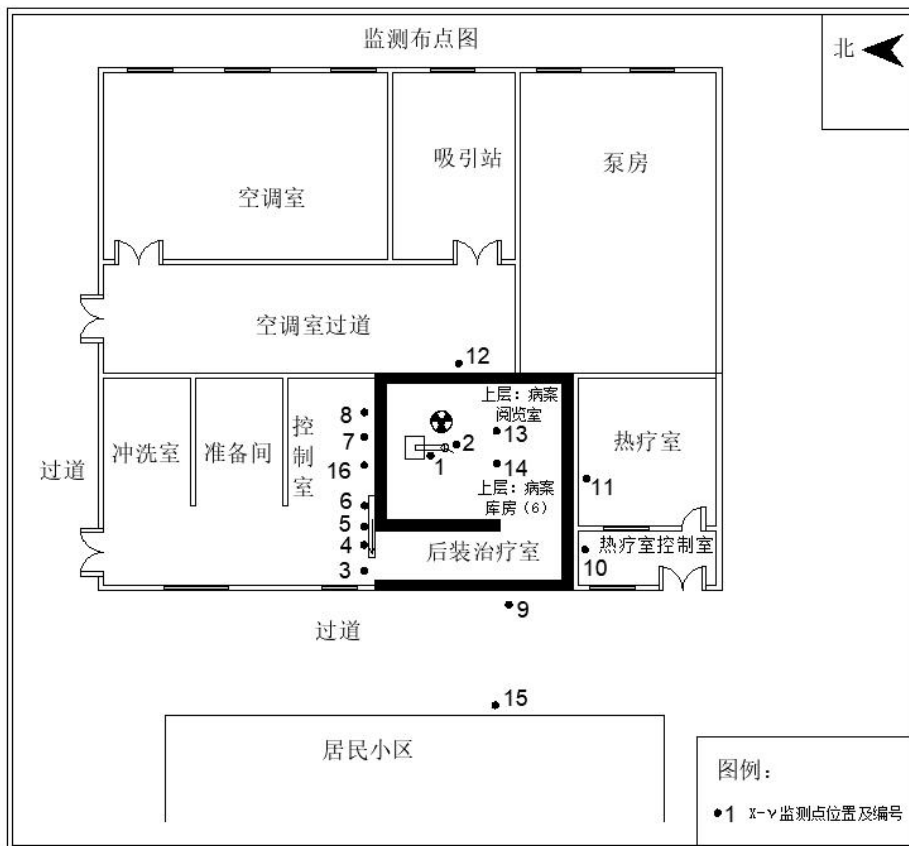 监测布点图
北
吸引站
泵房
空调室
空调室过道
12
上层：病案
阅览室
8
13
7
2
控制室
热疗室
冲洗室
准备间
过道
1
14
16
11
上层：病案
库房（6）
6
5
后装治疗室
热疗室控制室
4
10
3
9
过道
15
居民小区
图例：
1 X-γ监测点位置及编号